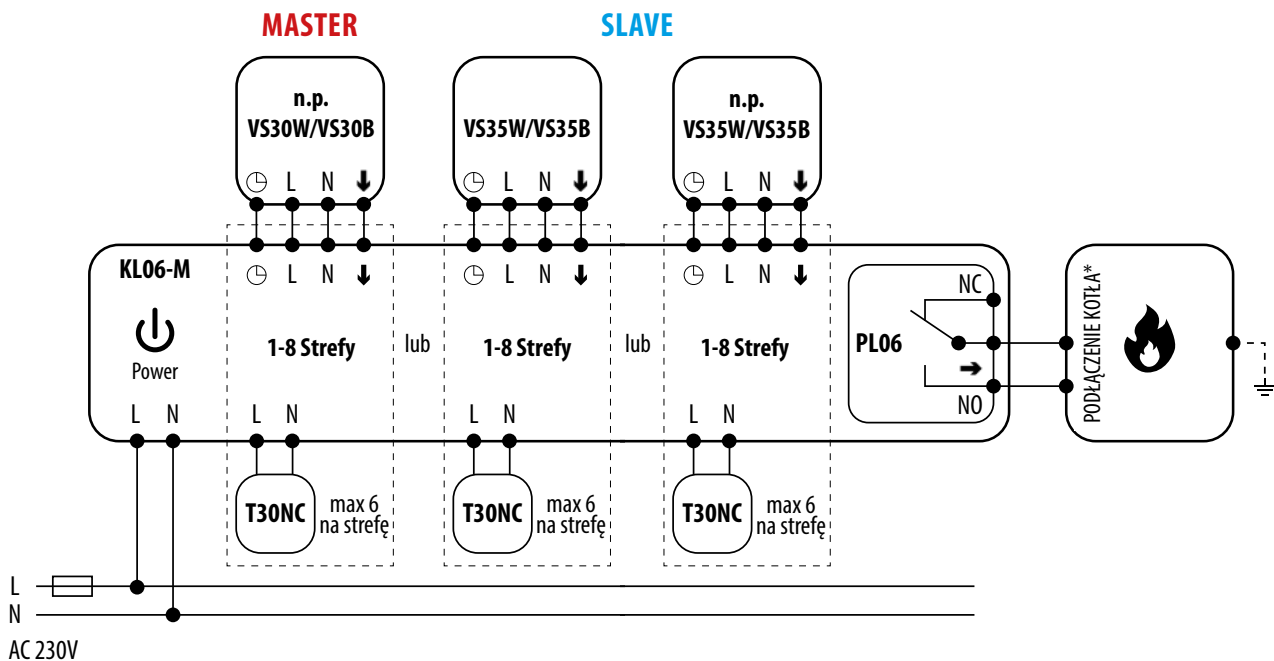 MASTER
SLAVE
n.p.
VS30W/VS30B
L N
VS35W/VS35B
L N
n.p.
VS35W/VS35B
L N
KL06-M
Power
L N
L N
1-8 Strefy
lub
L N
1-8 Strefy
lub
L N
1-8 Strefy
PL06
NC
NO
PODŁĄCZENIE KOTŁA*
L N
L N
L N
T30NC
max 6
na strefę
T30NC
max 6
na strefę
T30NC
max 6
na strefę
L
N
AC 230V